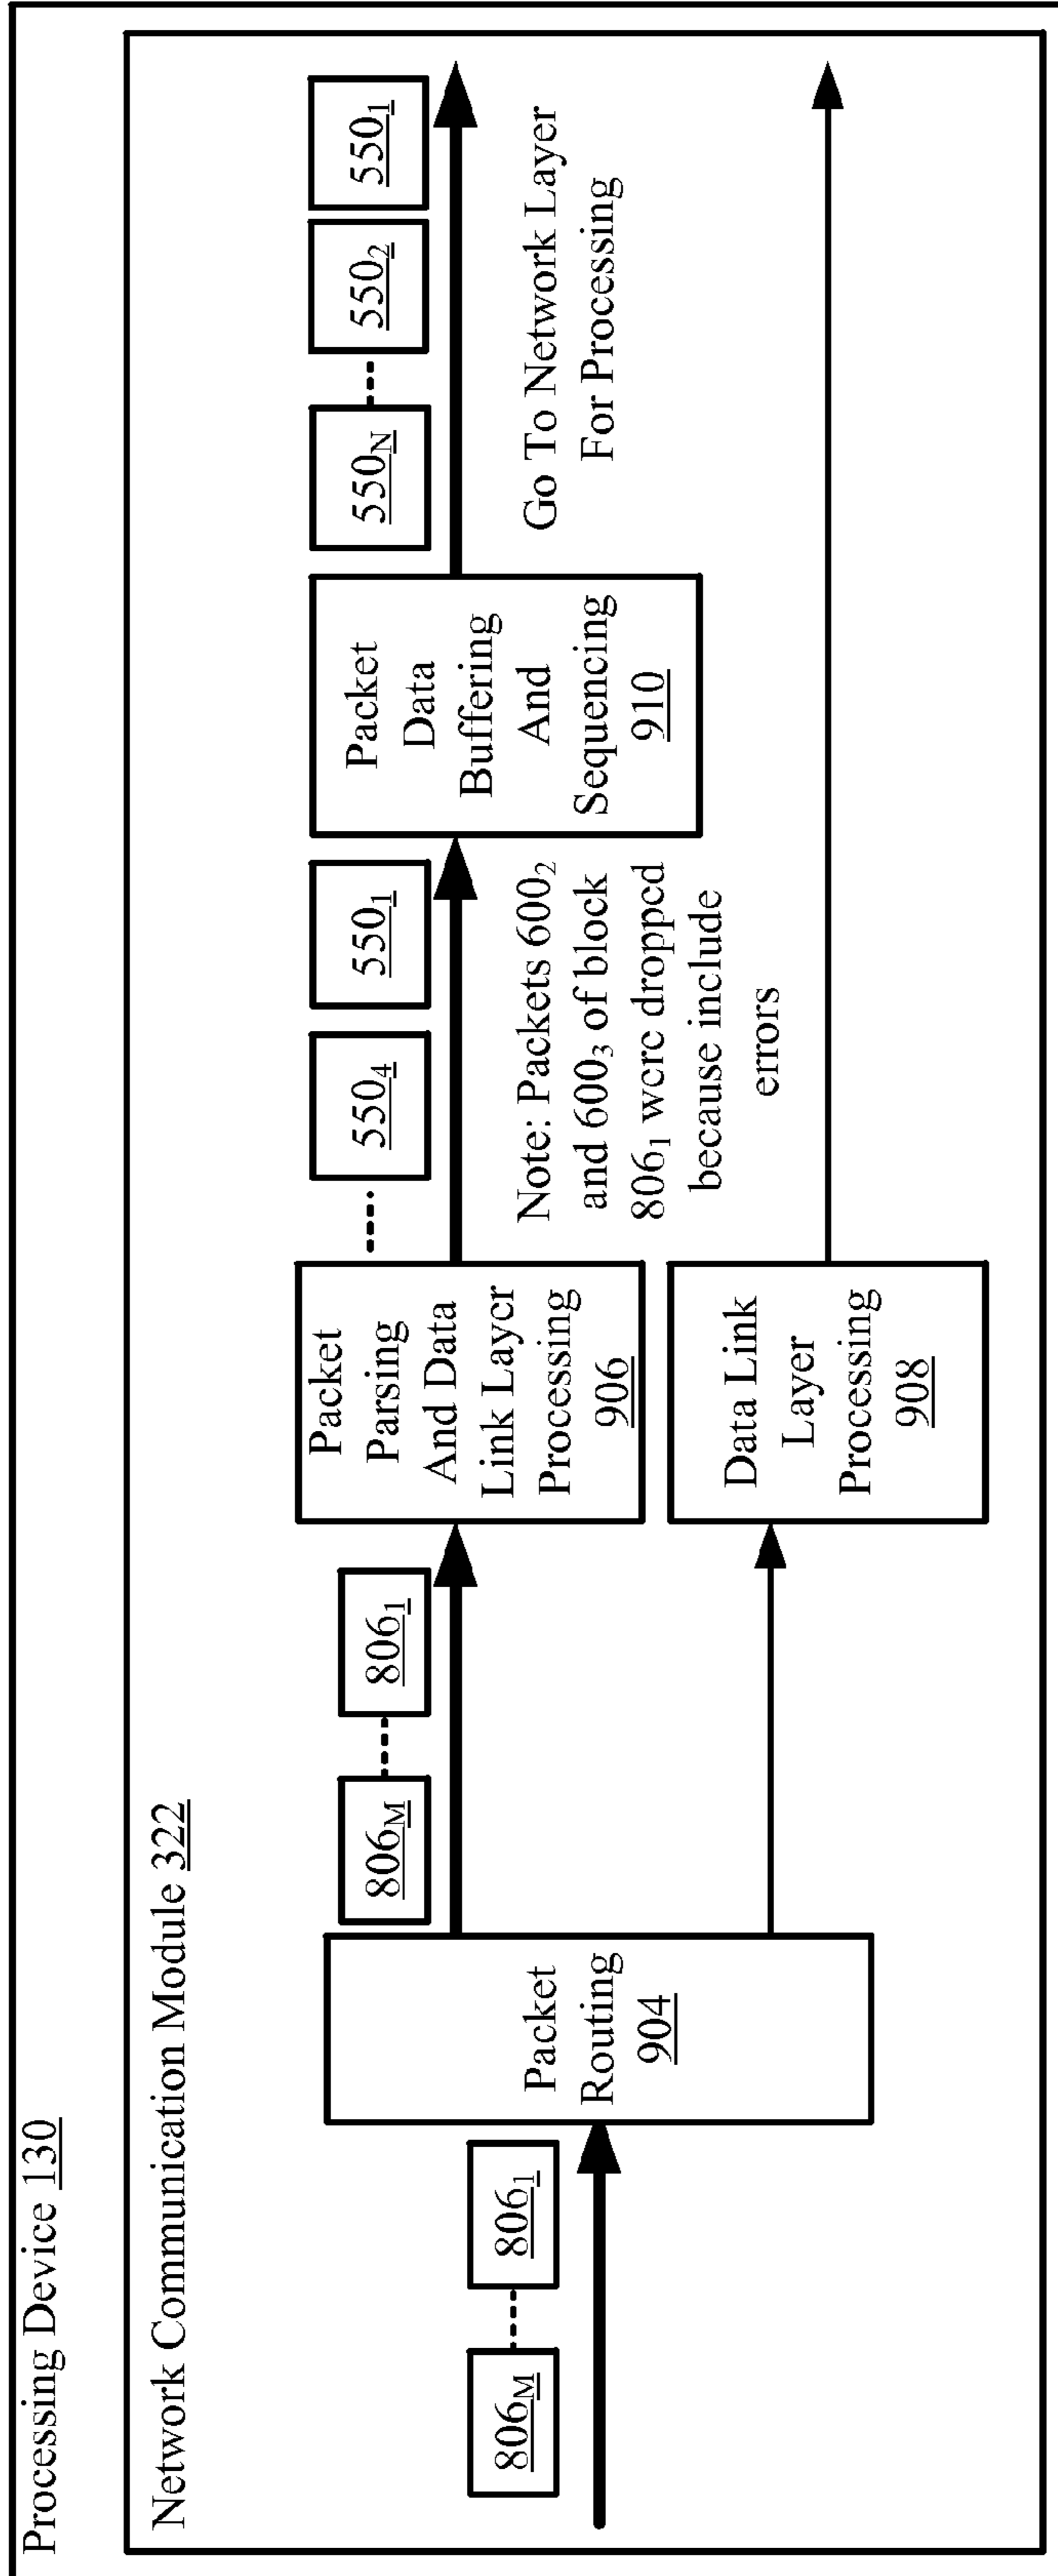 Processing Device 130
Network Communication Module 322
806M
8061
Packet
Routing
904
806M
8061
Packet
Parsing
And Data
Link Layer
Processing
906
Data Link
Layer
Processing
908
5504
5501
Note: Packets 6002
and 6003 of block
8061 were dropped
because include
errors
Packet
Data
Buffering
And
Sequencing
910
550N
5502
5501
Go To Network Layer
For Processing